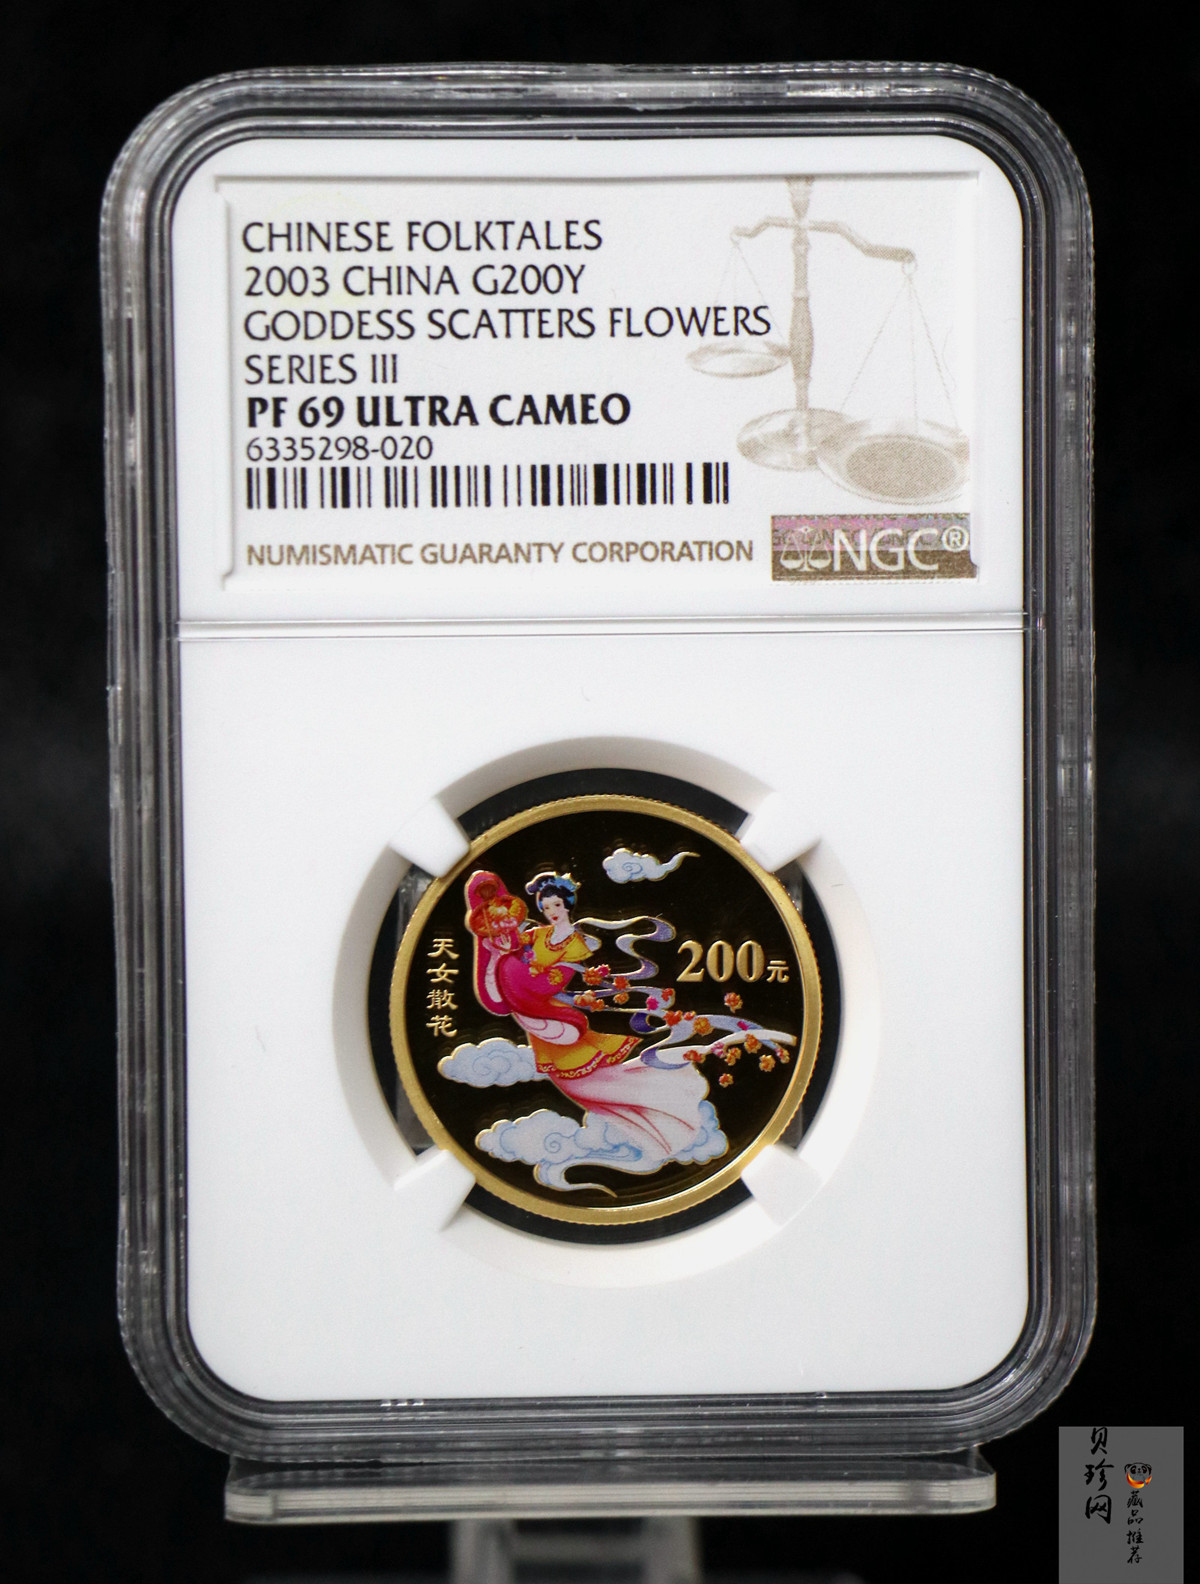 CHINESE FOLKTALES
2003 CHINA G200Y
GODDESS SCATTERS FLOWERS
SERIES III
PF 69 ULTRA CAMEO
6335298-020
NUMISMATIC GUARANTY CORPORATION
NGC®
天女散花
200元
贝珍网
藏品推荐